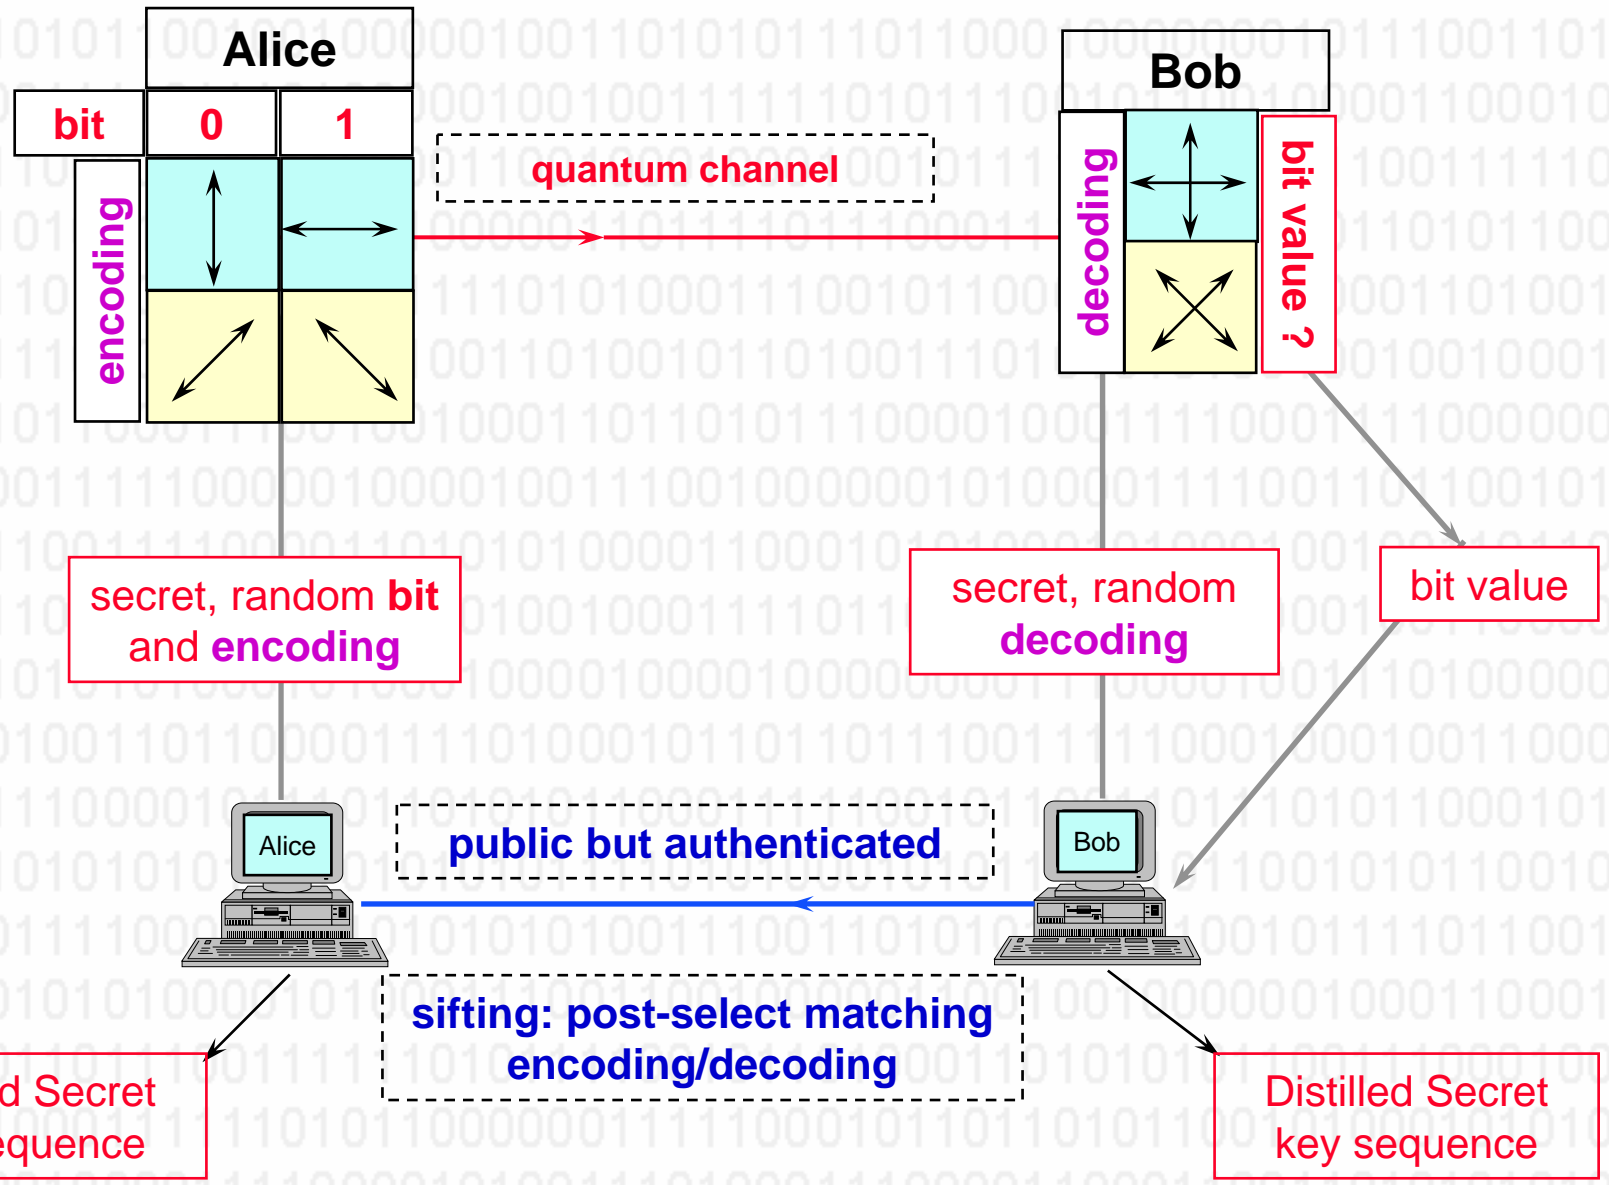 Alice
Bob
bit
0
1
quantum channel
encoding
decoding
bit value ?
secret, random bit
and encoding
secret, random
decoding
bit value
Alice
public but authenticated
Bob
sifting: post-select matching
encoding/decoding
Secret
Distilled Secret
key sequence